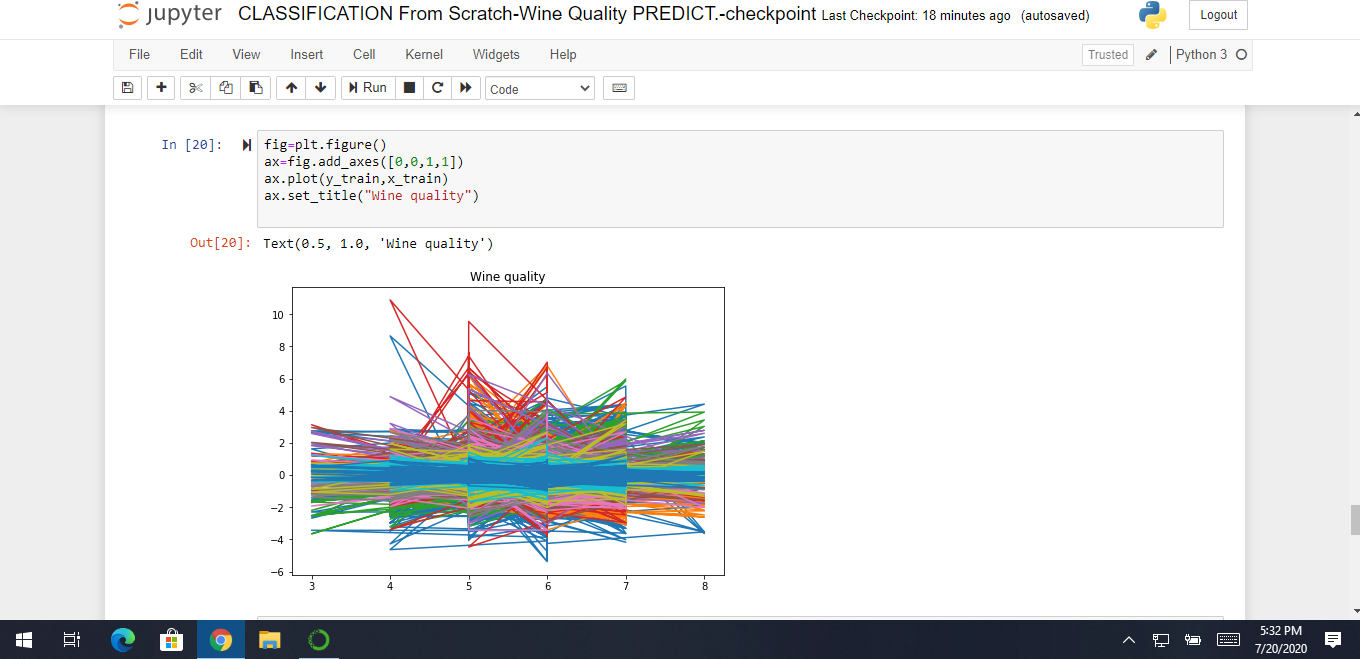 jupyter CLASSIFICATION From Scratch-Wine Quality PREDICT.-checkpoint Last Checkpoint: 18 minutes ago (autosaved) Logout
File Edit View Insert Cell Kernel Widgets Help Trusted Python 3
Run Code
In [20]: fig=plt.figure()
ax=fig.add_axes([0,0,1,1])
ax.plot(y_train,x_train)
ax.set_title("Wine quality")
Out[20]: Text(0.5, 1.0, 'Wine quality')
Wine quality
10
8
6
4
2
0
−2
−4
−6
3 4 5 6 7 8
5:32 PM
7/20/2020